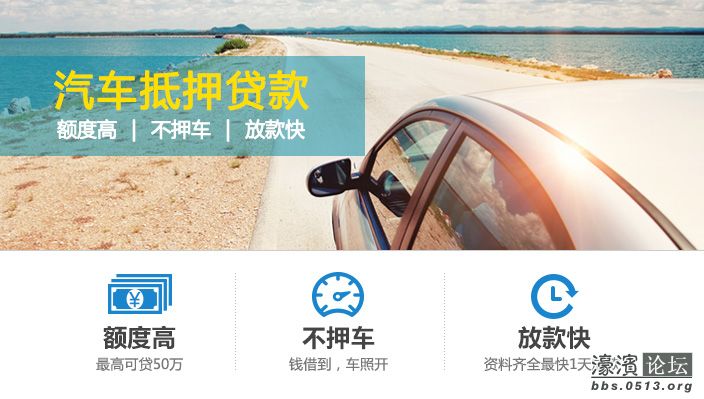 汽车抵押贷款
额度高 | 不押车 | 放款快
¥
额度高 不押车 放款快
最高可贷50万 钱借到，车照开 资料齐全最快1天
濠滨 论坛
bbs.0513.org